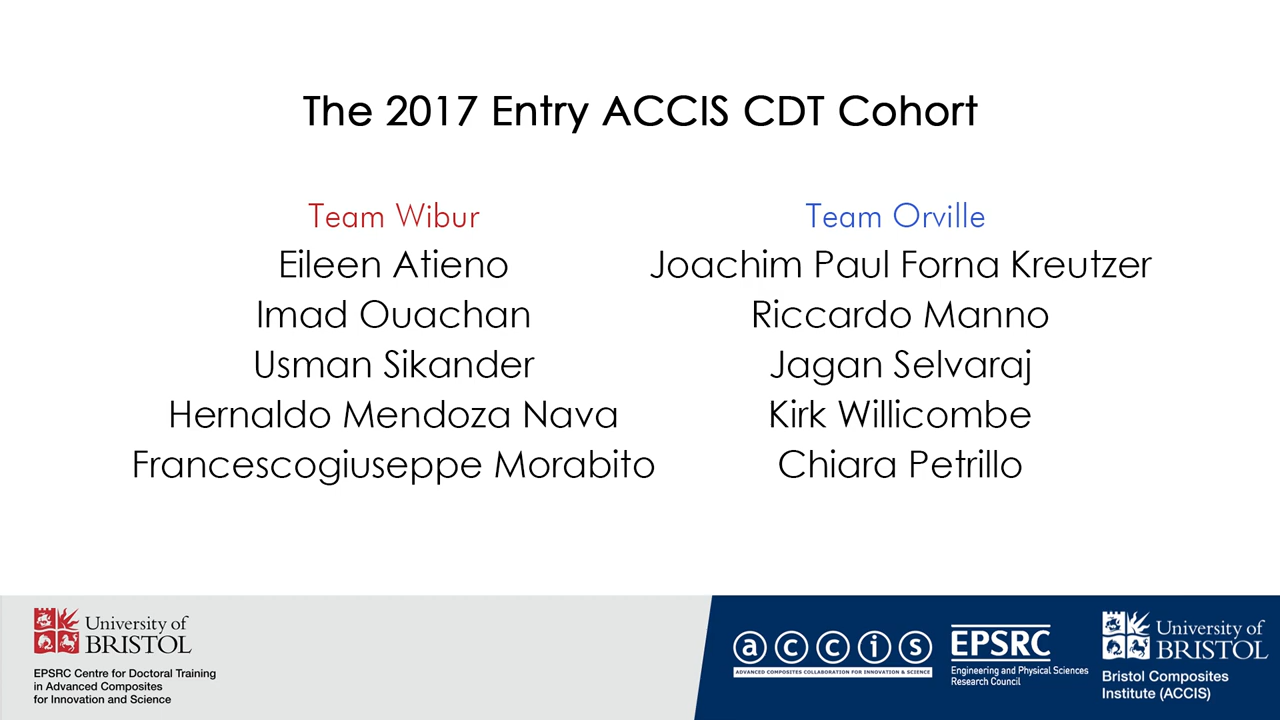 The 2017 Entry ACCIS CDT Cohort
Team Wibur
Eileen Atieno
Imad Ouachan
Usman Sikander
Hernaldo Mendoza Nava
Francescogiuseppe Morabito
Team Orville
Joachim Paul Forna Kreutzer
Riccardo Manno
Jagan Selvaraj
Kirk Willicombe
Chiara Petrillo
University of
BRISTOL
EPSRC Centre for Doctoral Training
in Advanced Composites
for Innovation and Science
accis
ADVANCED COMPOSITES COLLABORATION FOR INNOVATION & SCIENCE
EPSRC
Engineering and Physical Sciences
Research Council
University of
BRISTOL
Bristol Composites
Institute (ACCIS)